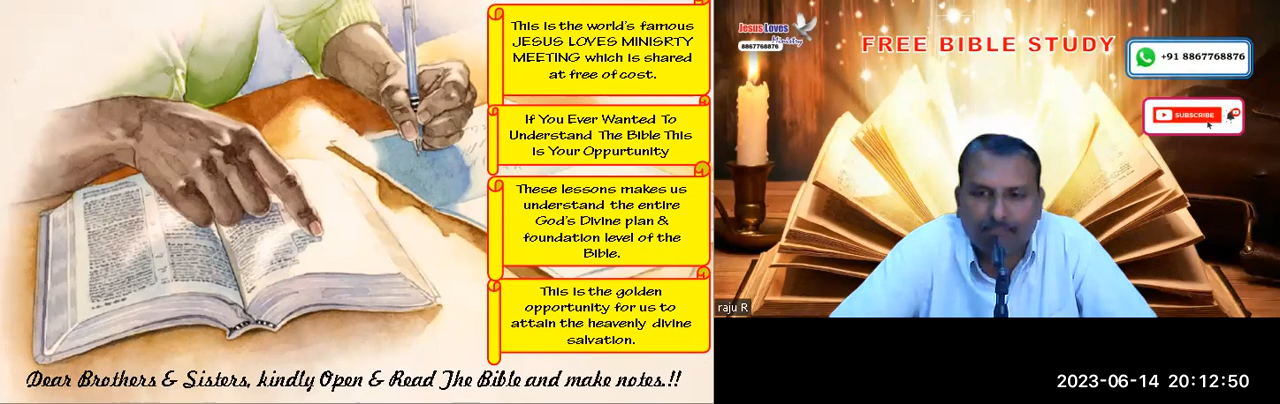 This is the world's famous
JESUS LOVES MINISRTY
MEETING which is shared
at free of cost.
If You Ever Wanted To
Understand The Bible This
is Your Oppurtunity
These lessons makes us
understand the entire
God's Divine plan &
foundation level of the
Bible.
This is the golden
opportunity for us to
attain the heavenly divine
salvation.
Dear Brothers & Sisters, kindly Open & Read The Bible and make notes.!!
Jesus Loves
Ministry
8867768876
FREE BIBLE STUDY
+91 8867768876
SUBSCRIBE
raju R
2023-06-14 20:12:50